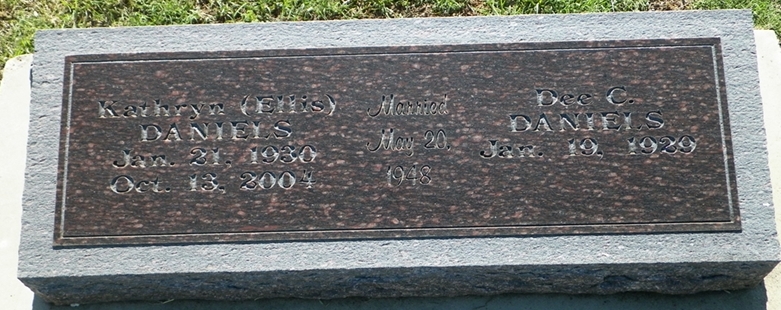 Kathryn (Ellis)
DANIELS
Jan. 21, 1930
Oct. 13, 2004
Married
May 20,
1948
Dee C.
DANIELS
Jan. 19, 1929